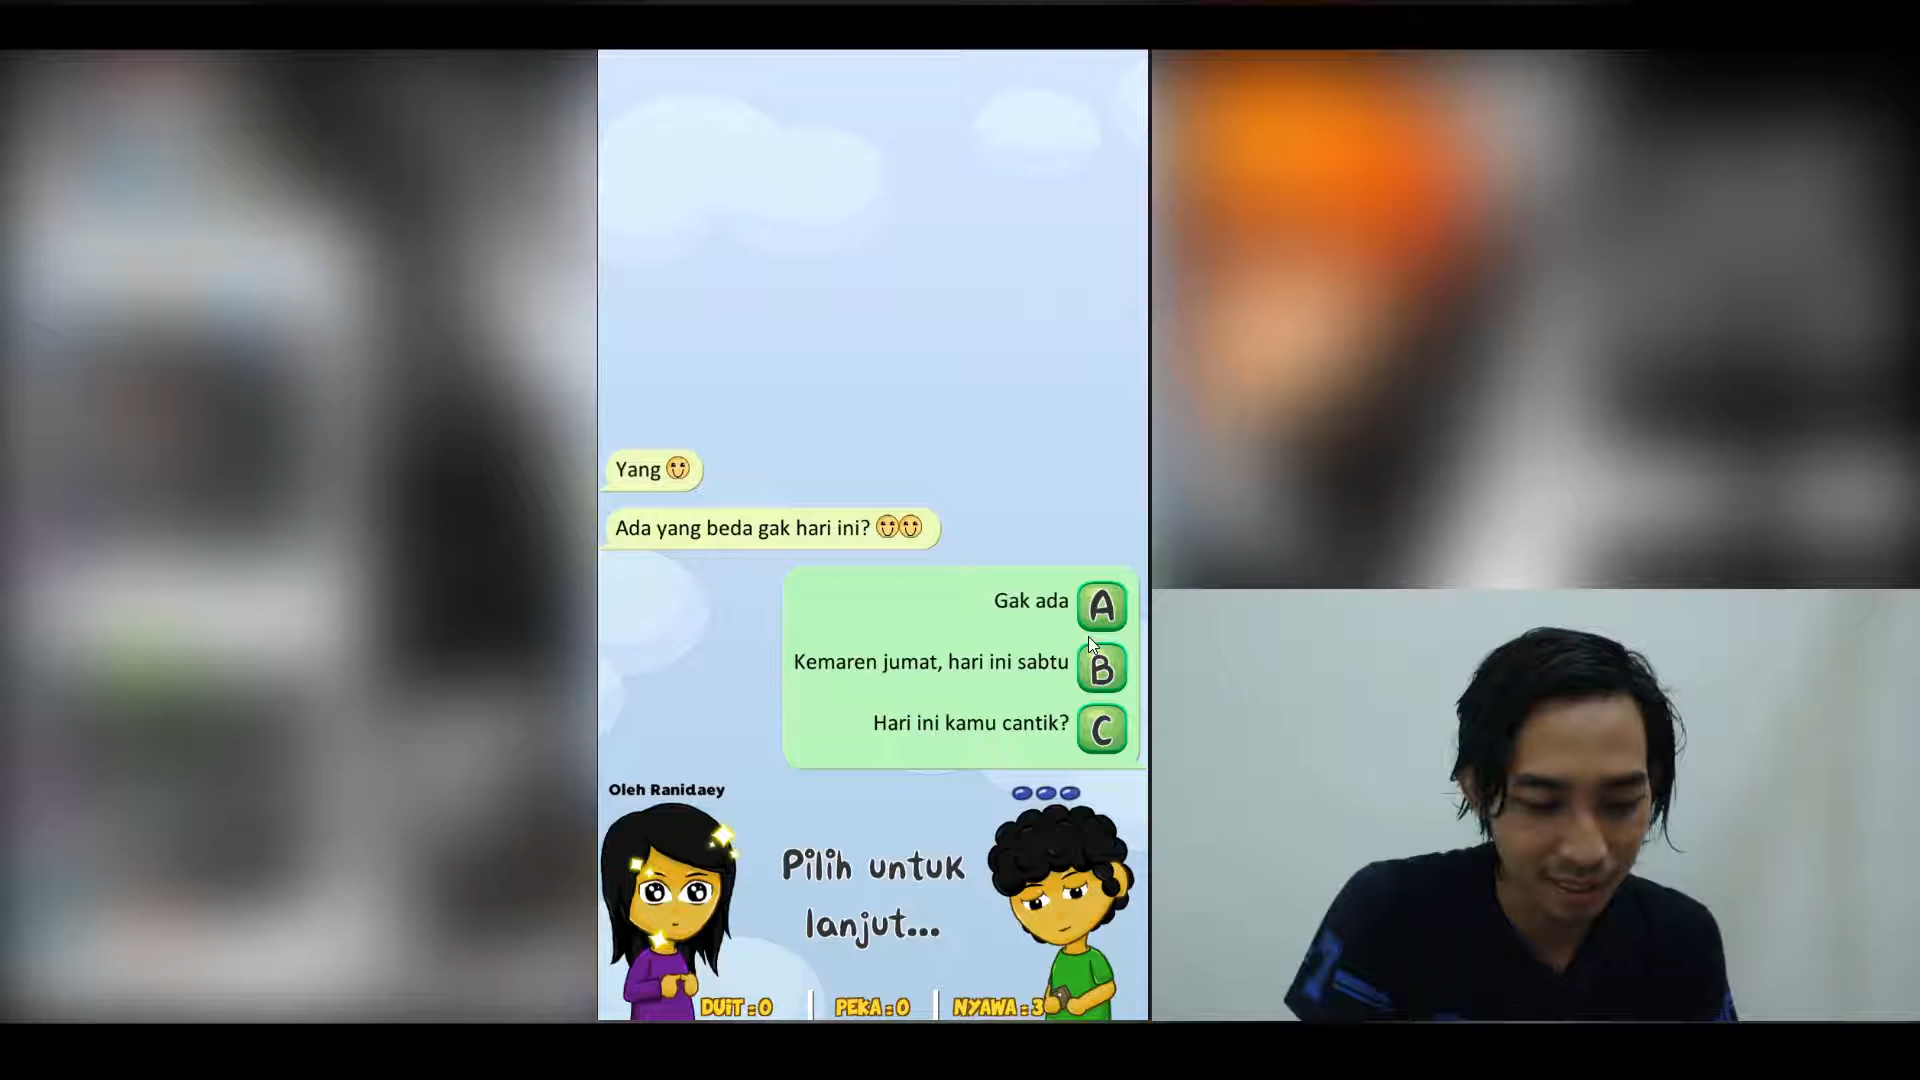 Yang
Ada yang beda gak hari ini?
Gak ada A
Kemaren jumat, hari ini sabtu B
Hari ini kamu cantik? C
Oleh Ranidaey
Pilih untuk
lanjut...
DUIT : 0
PEKA : 0
NYAWA : 3